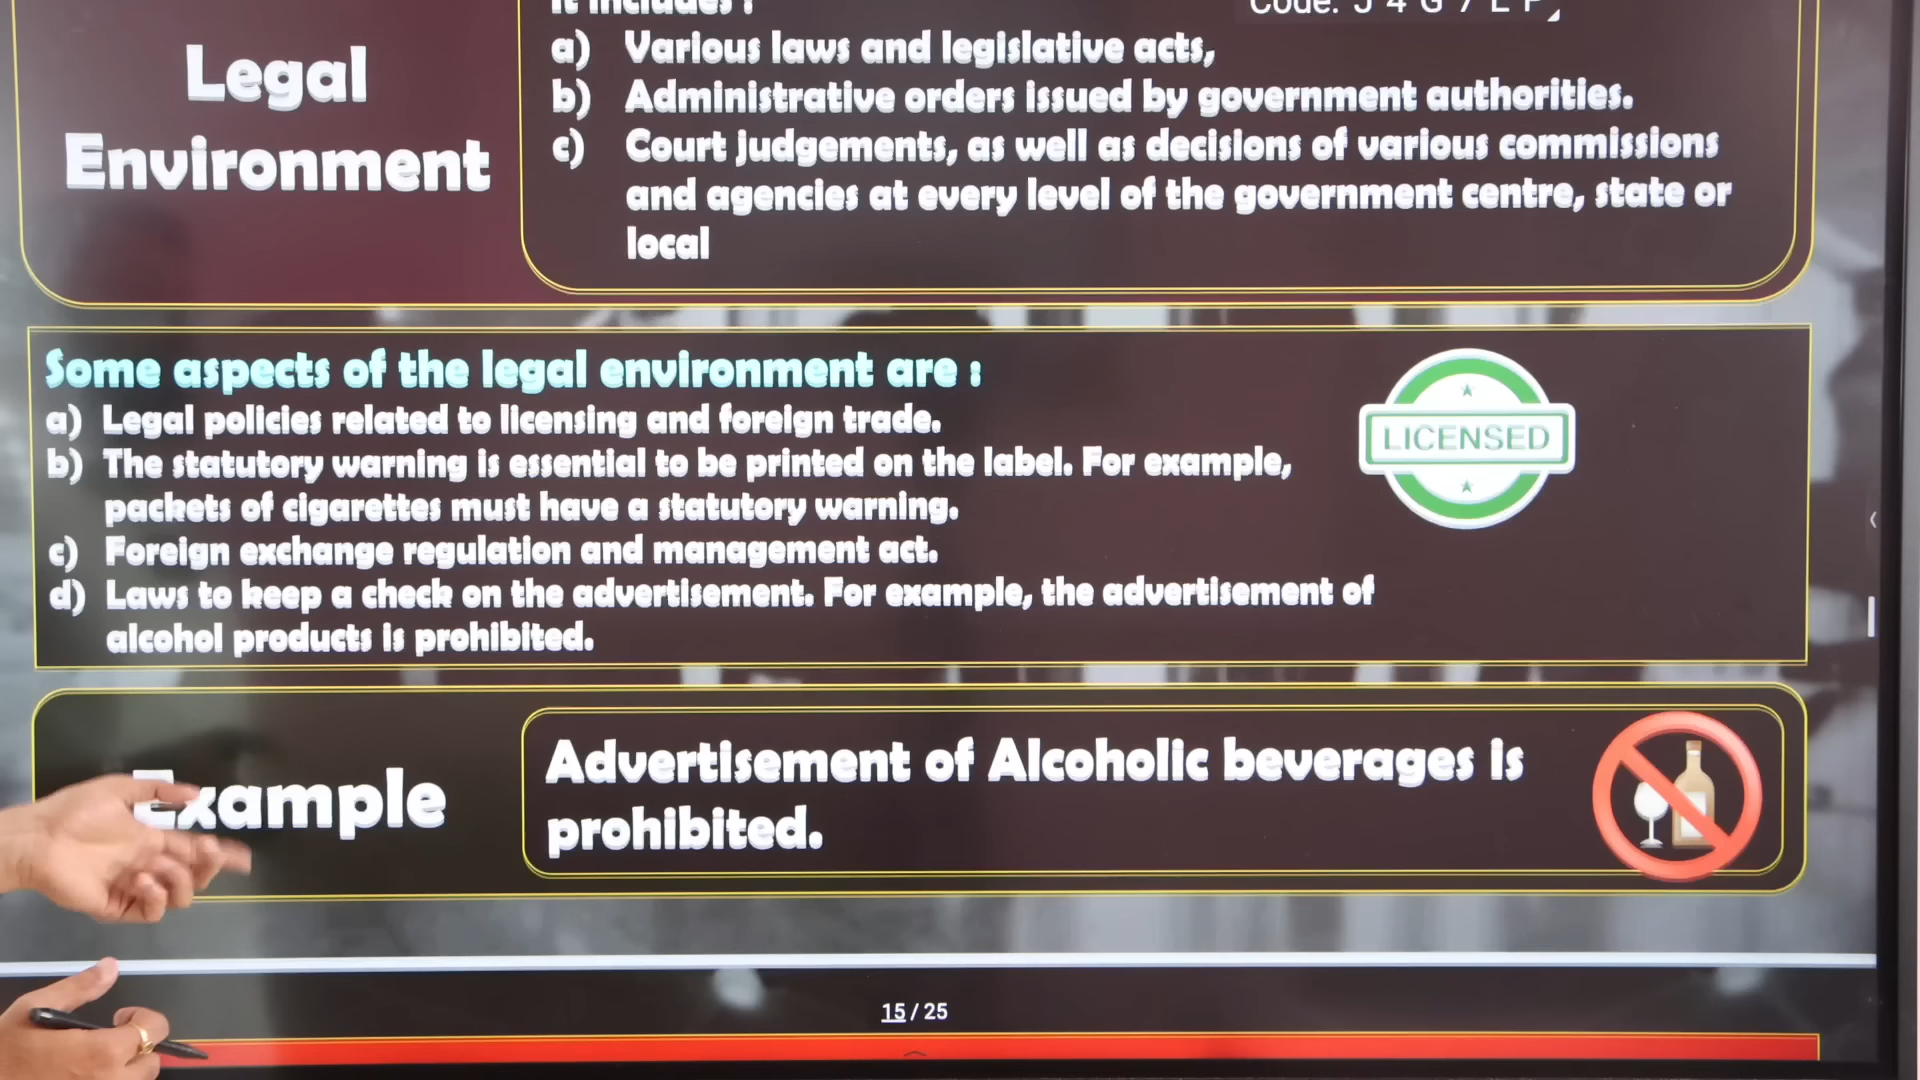 It includes :
Code: J 4 G 7 L P
Legal
Environment
a) Various laws and legislative acts,
b) Administrative orders issued by government authorities.
c) Court judgements, as well as decisions of various commissions
and agencies at every level of the government centre, state or
local
Some aspects of the legal environment are :
a) Legal policies related to licensing and foreign trade.
b) The statutory warning is essential to be printed on the label. For example,
packets of cigarettes must have a statutory warning.
c) Foreign exchange regulation and management act.
d) Laws to keep a check on the advertisement. For example, the advertisement of
alcohol products is prohibited.
LICENSED
Example
Advertisement of Alcoholic beverages is
prohibited.
15 / 25